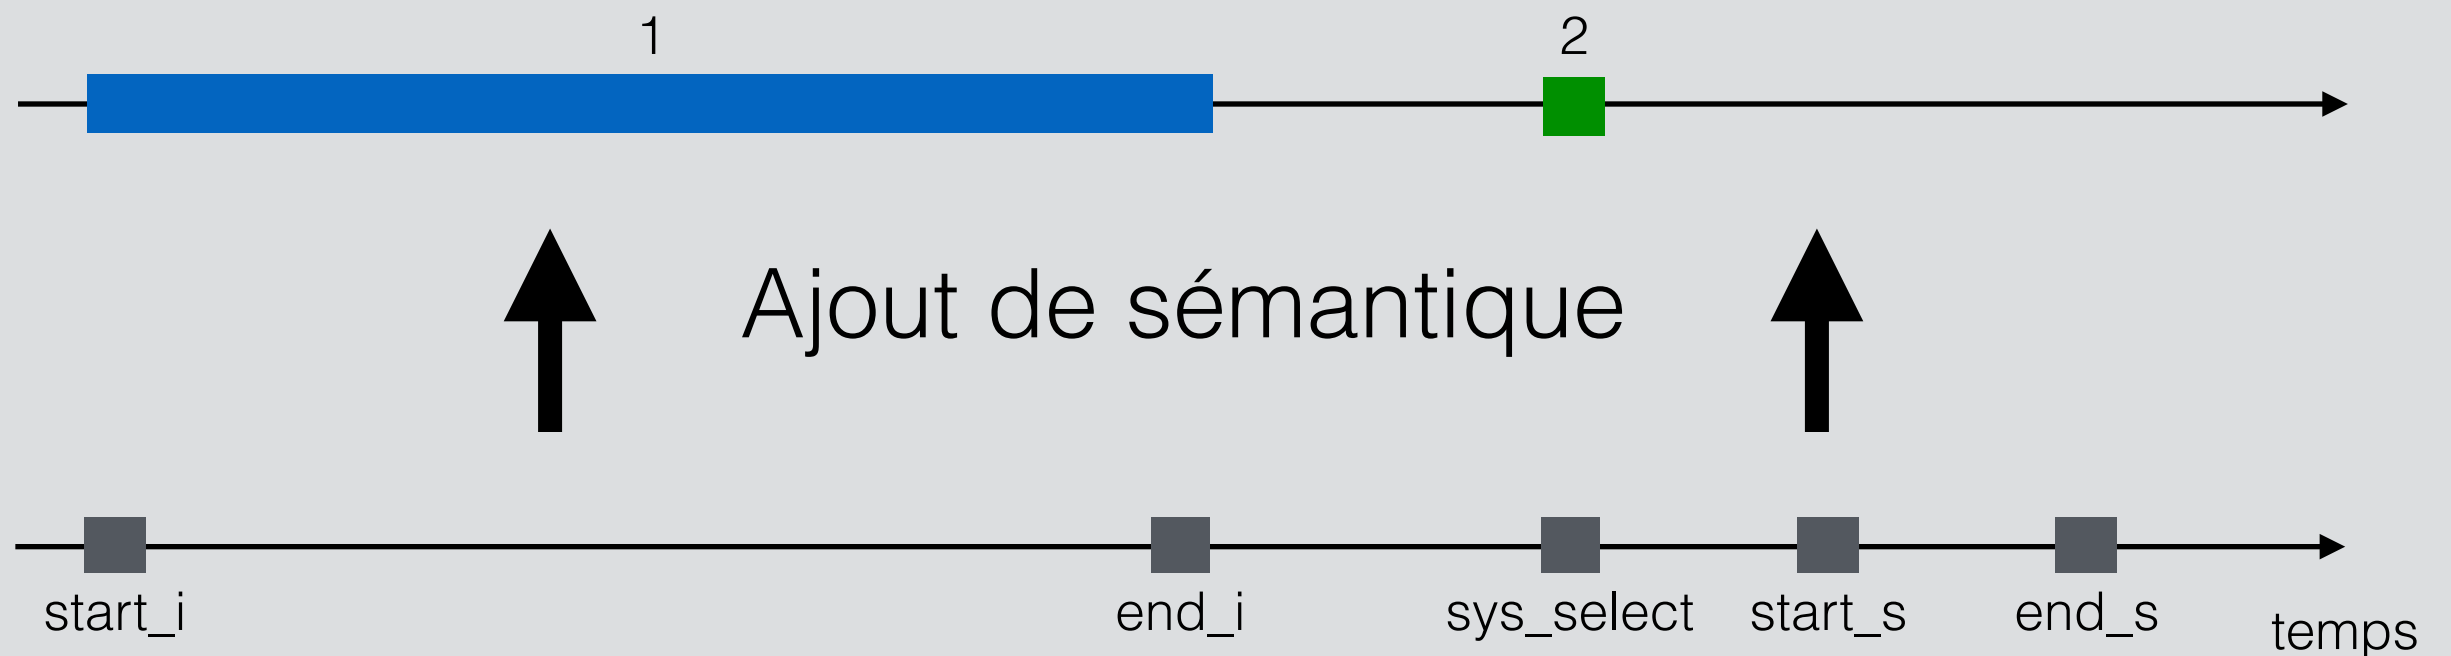 1
2
Ajout de sémantique
start_i
end_i
sys_select
start_s
end_s
temps